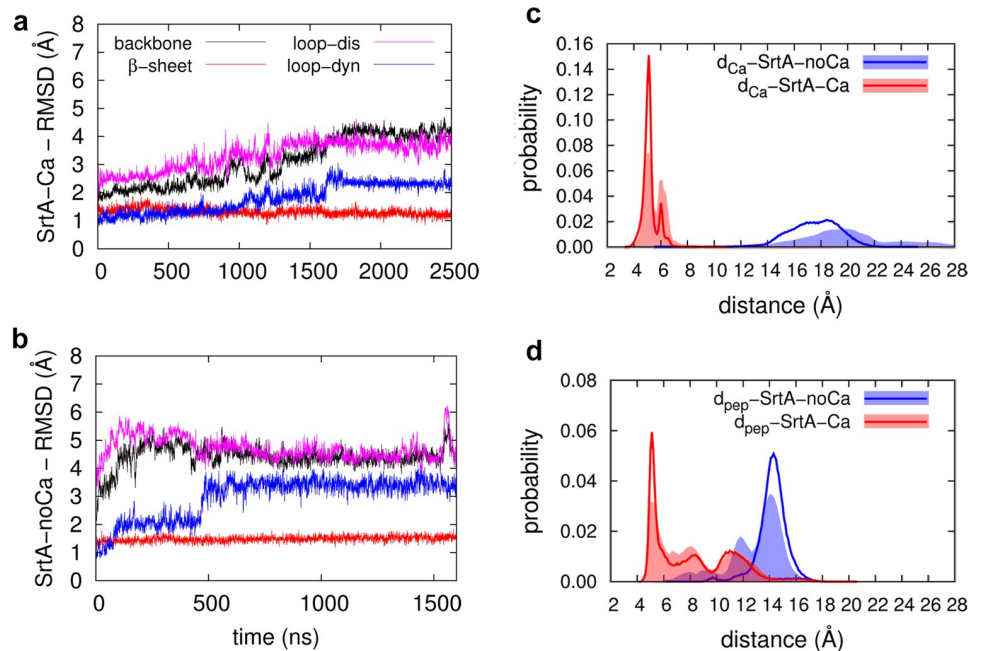 a
SrtA–Ca – RMSD (Å)
8
7
6
5
4
3
2
1
0
backbone
β–sheet
loop–dis
loop–dyn
0 500 1000 1500 2000 2500
b
SrtA–noCa – RMSD (Å)
8
7
6
5
4
3
2
1
0
0 500 1000 1500
time (ns)
c
probability
0.16
0.14
0.12
0.10
0.08
0.06
0.04
0.02
0.00
dCa–SrtA–noCa
dCa–SrtA–Ca
2 4 6 8 10 12 14 16 18 20 22 24 26 28
distance (Å)
d
probability
0.08
0.06
0.04
0.02
0.00
dpep–SrtA–noCa
dpep–SrtA–Ca
2 4 6 8 10 12 14 16 18 20 22 24 26 28
distance (Å)